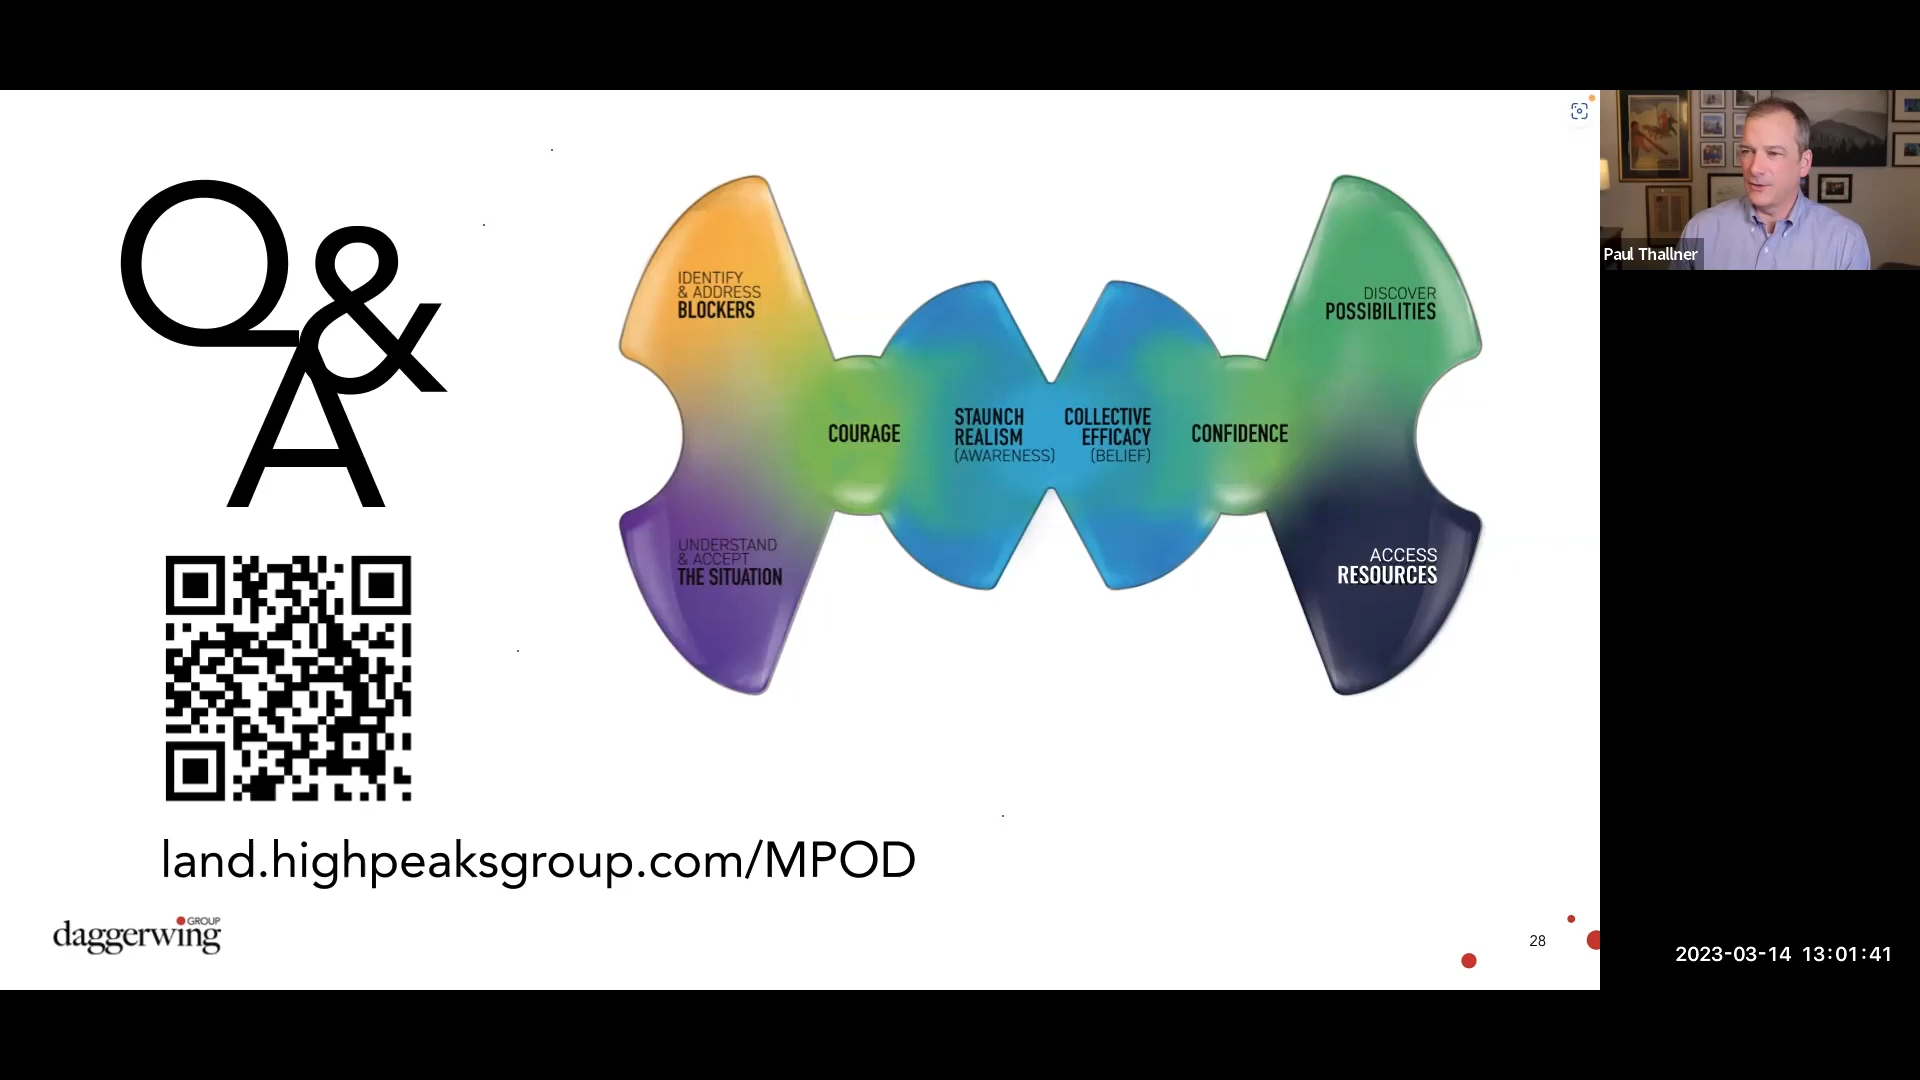 Q&
A
IDENTIFY
& ADDRESS
BLOCKERS
UNDERSTAND
& ACCEPT
THE SITUATION
COURAGE
STAUNCH
REALISM
(AWARENESS)
COLLECTIVE
EFFICACY
(BELIEF)
CONFIDENCE
DISCOVER
POSSIBILITIES
ACCESS
RESOURCES
land.highpeaksgroup.com/MPOD
GROUP
daggerwing
28
Paul Thallner
2023-03-14 13:01:41